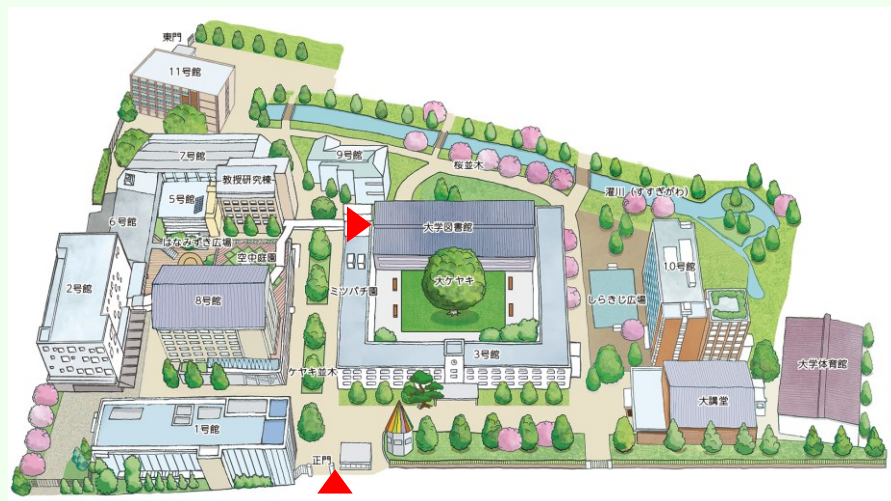 東門
11号館
7号館
9号館
教授研究棟
5号館
桜並木
濯川（すすぎがわ）
6号館
大学図書館
はなみずき広場
空中庭園
10号館
2号館
大ケヤキ
ミツバチ園
8号館
しらきじ広場
3号館
大学体育館
ケヤキ並木
大講堂
1号館
正門